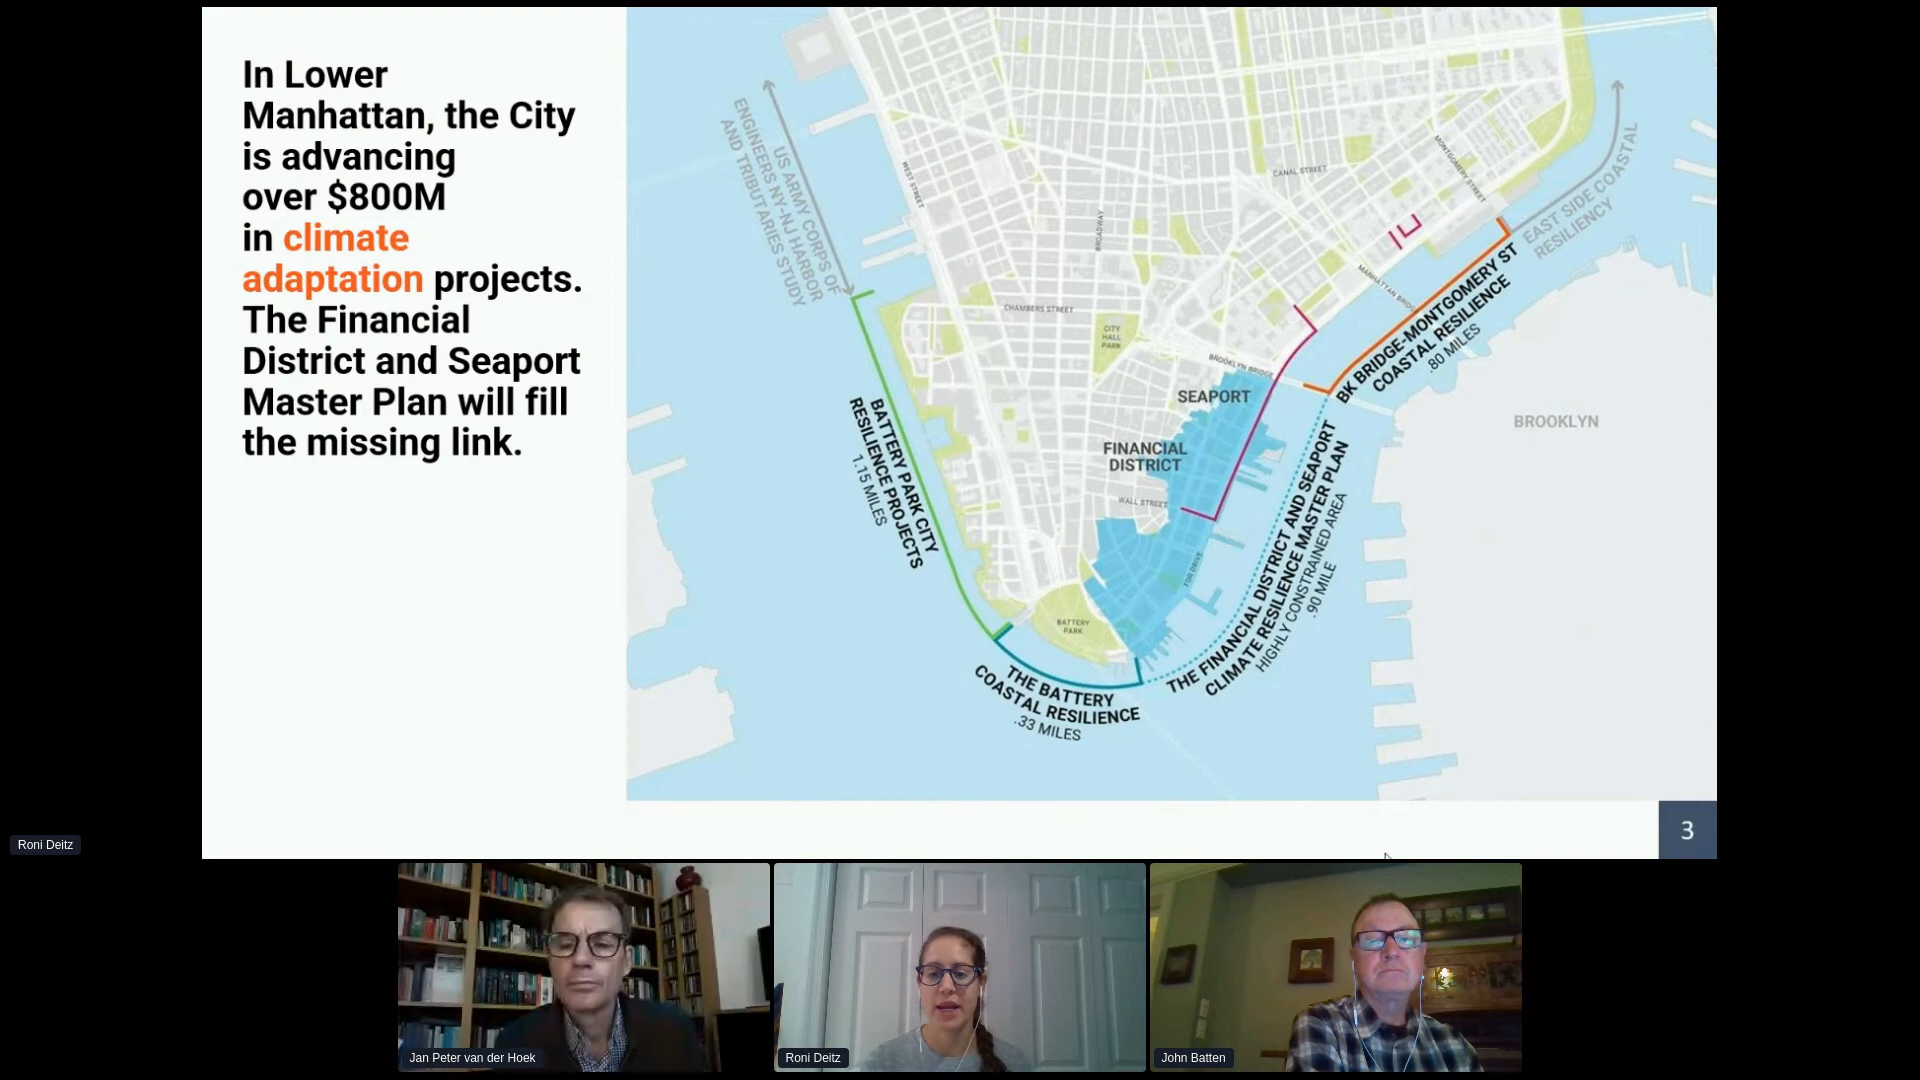 In Lower
Manhattan, the City
is advancing
over $800M
in climate
adaptation projects.
The Financial
District and Seaport
Master Plan will fill
the missing link.
US ARMY CORPS OF
ENGINEERS NY-NJ HARBOR
AND TRIBUTARIES STUDY
WEST STREET
BROADWAY
CANAL STREET
MONTGOMERY STREET
EAST SIDE COASTAL
RESILIENCY
MANHATTAN BRIDGE
CHAMBERS STREET
CITY
HALL
PARK
BROOKLYN BRIDGE
BK BRIDGE-MONTGOMERY ST
COASTAL RESILIENCE
.80 MILES
SEAPORT
BROOKLYN
FINANCIAL
DISTRICT
WALL STREET
FDR DRIVE
BATTERY PARK CITY
RESILIENCE PROJECTS
1.15 MILES
THE FINANCIAL DISTRICT AND SEAPORT
CLIMATE RESILIENCE MASTER PLAN
HIGHLY CONSTRAINED AREA
.90 MILE
BATTERY
PARK
THE BATTERY
COASTAL RESILIENCE
.33 MILES
3
Roni Deitz
Jan Peter van der Hoek
Roni Deitz
John Batten